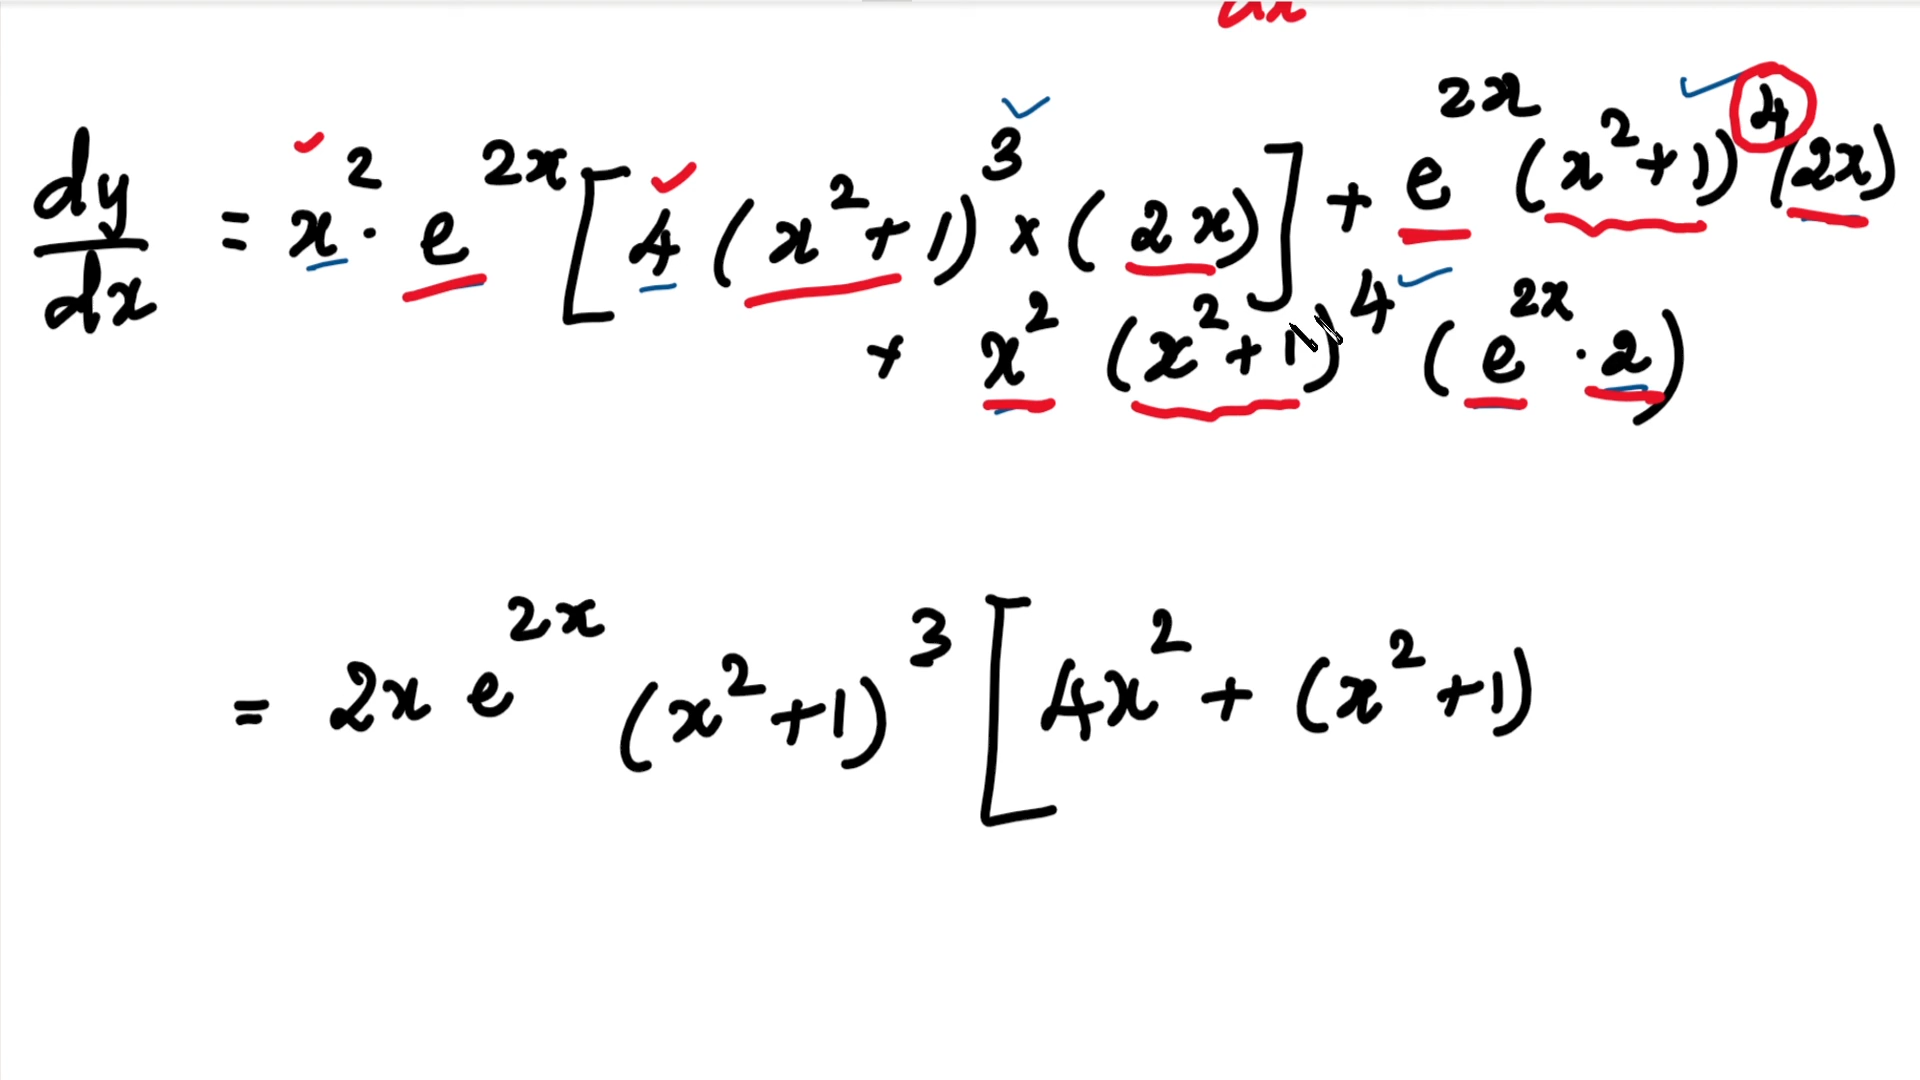 dx
dy/dx = x² · e^2x [4 (x²+1)³ × (2x)] + e^2x (x²+1)⁴ (2x)
+ x² (x²+1)⁴ (e^2x · 2)
= 2x e^2x (x²+1)³ [4x² + (x²+1)